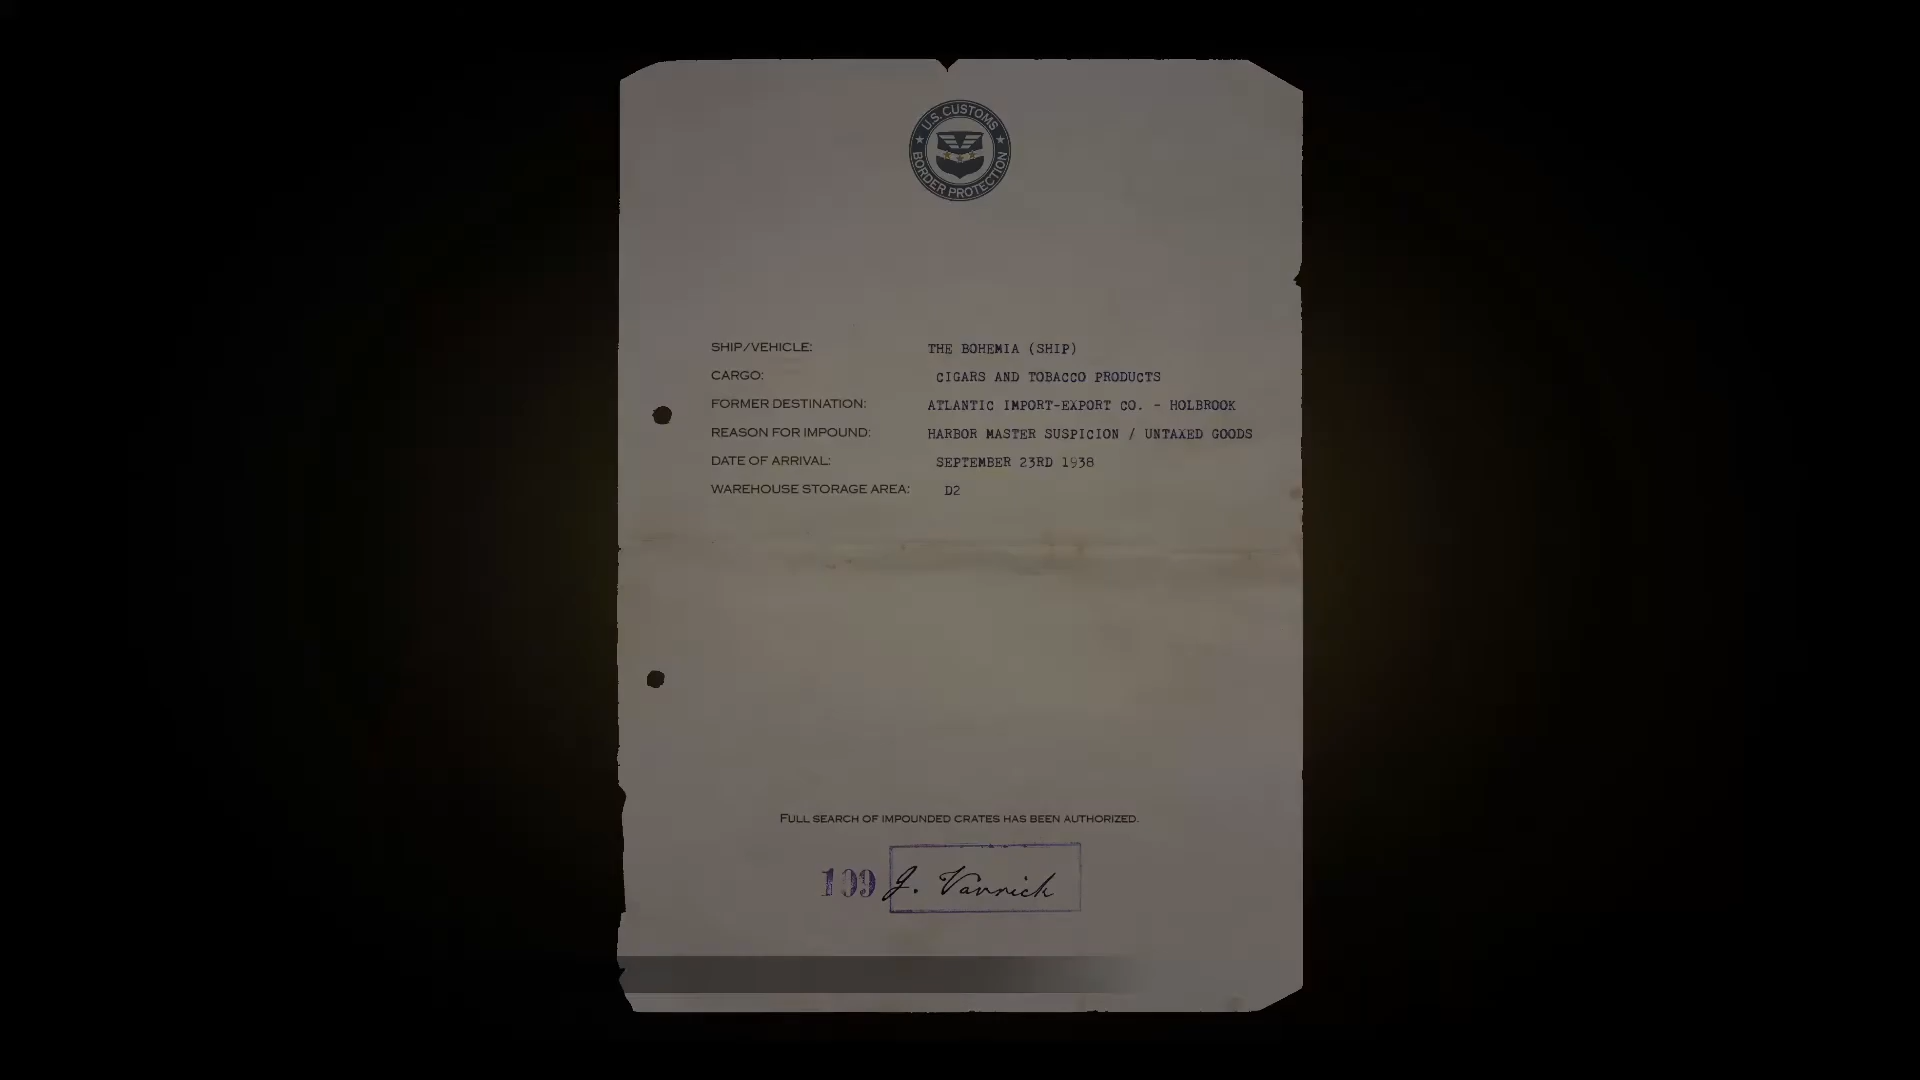 U.S. CUSTOMS
BORDER PROTECTION
SHIP/VEHICLE: THE BOHEMIA (SHIP)
CARGO: CIGARS AND TOBACCO PRODUCTS
FORMER DESTINATION: ATLANTIC IMPORT-EXPORT CO. - HOLBROOK
REASON FOR IMPOUND: HARBOR MASTER SUSPICION / UNTAXED GOODS
DATE OF ARRIVAL: SEPTEMBER 23RD 1938
WAREHOUSE STORAGE AREA: D2
FULL SEARCH OF IMPOUNDED CRATES HAS BEEN AUTHORIZED.
109 J. Vannick